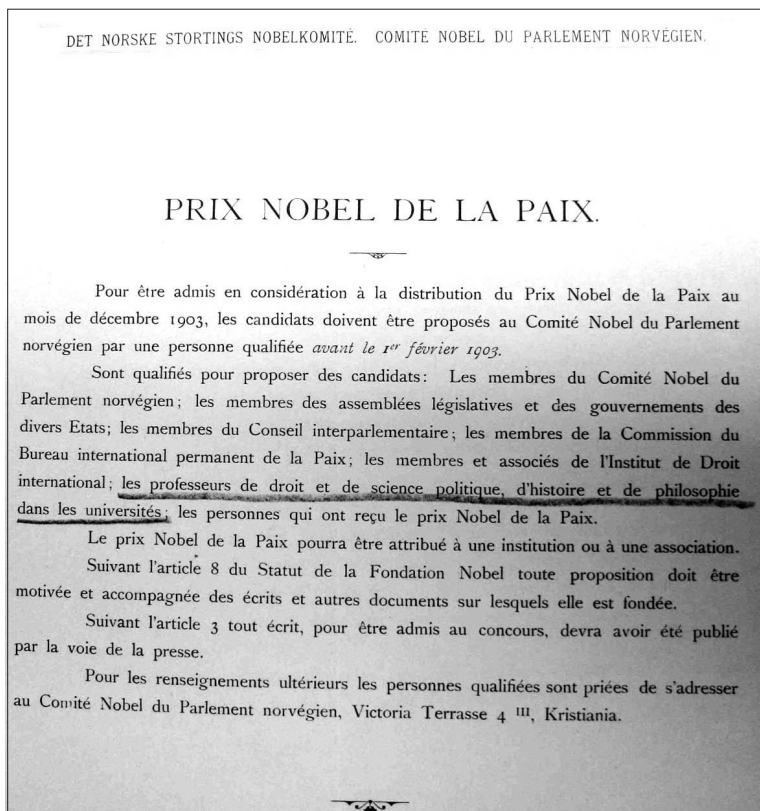 DET NORSKE STORTINGS NOBELKOMITÉ. COMITÉ NOBEL DU PARLEMENT NORVÉGIEN.
PRIX NOBEL DE LA PAIX.
Pour être admis en considération à la distribution du Prix Nobel de la Paix au
mois de décembre 1903, les candidats doivent être proposés au Comité Nobel du Parlement
norvégien par une personne qualifiée avant le 1er février 1903.
Sont qualifiés pour proposer des candidats: Les membres du Comité Nobel du
Parlement norvégien; les membres des assemblées législatives et des gouvernements des
divers Etats; les membres du Conseil interparlementaire; les membres de la Commission du
Bureau international permanent de la Paix; les membres et associés de l'Institut de Droit
international; les professeurs de droit et de science politique, d'histoire et de philosophie
dans les universités; les personnes qui ont reçu le prix Nobel de la Paix.
Le prix Nobel de la Paix pourra être attribué à une institution ou à une association.
Suivant l'article 8 du Statut de la Fondation Nobel toute proposition doit être
motivée et accompagnée des écrits et autres documents sur lesquels elle est fondée.
Suivant l'article 3 tout écrit, pour être admis au concours, devra avoir été publié
par la voie de la presse.
Pour les renseignements ultérieurs les personnes qualifiées sont priées de s'adresser
au Comité Nobel du Parlement norvégien, Victoria Terrasse 4 III, Kristiania.